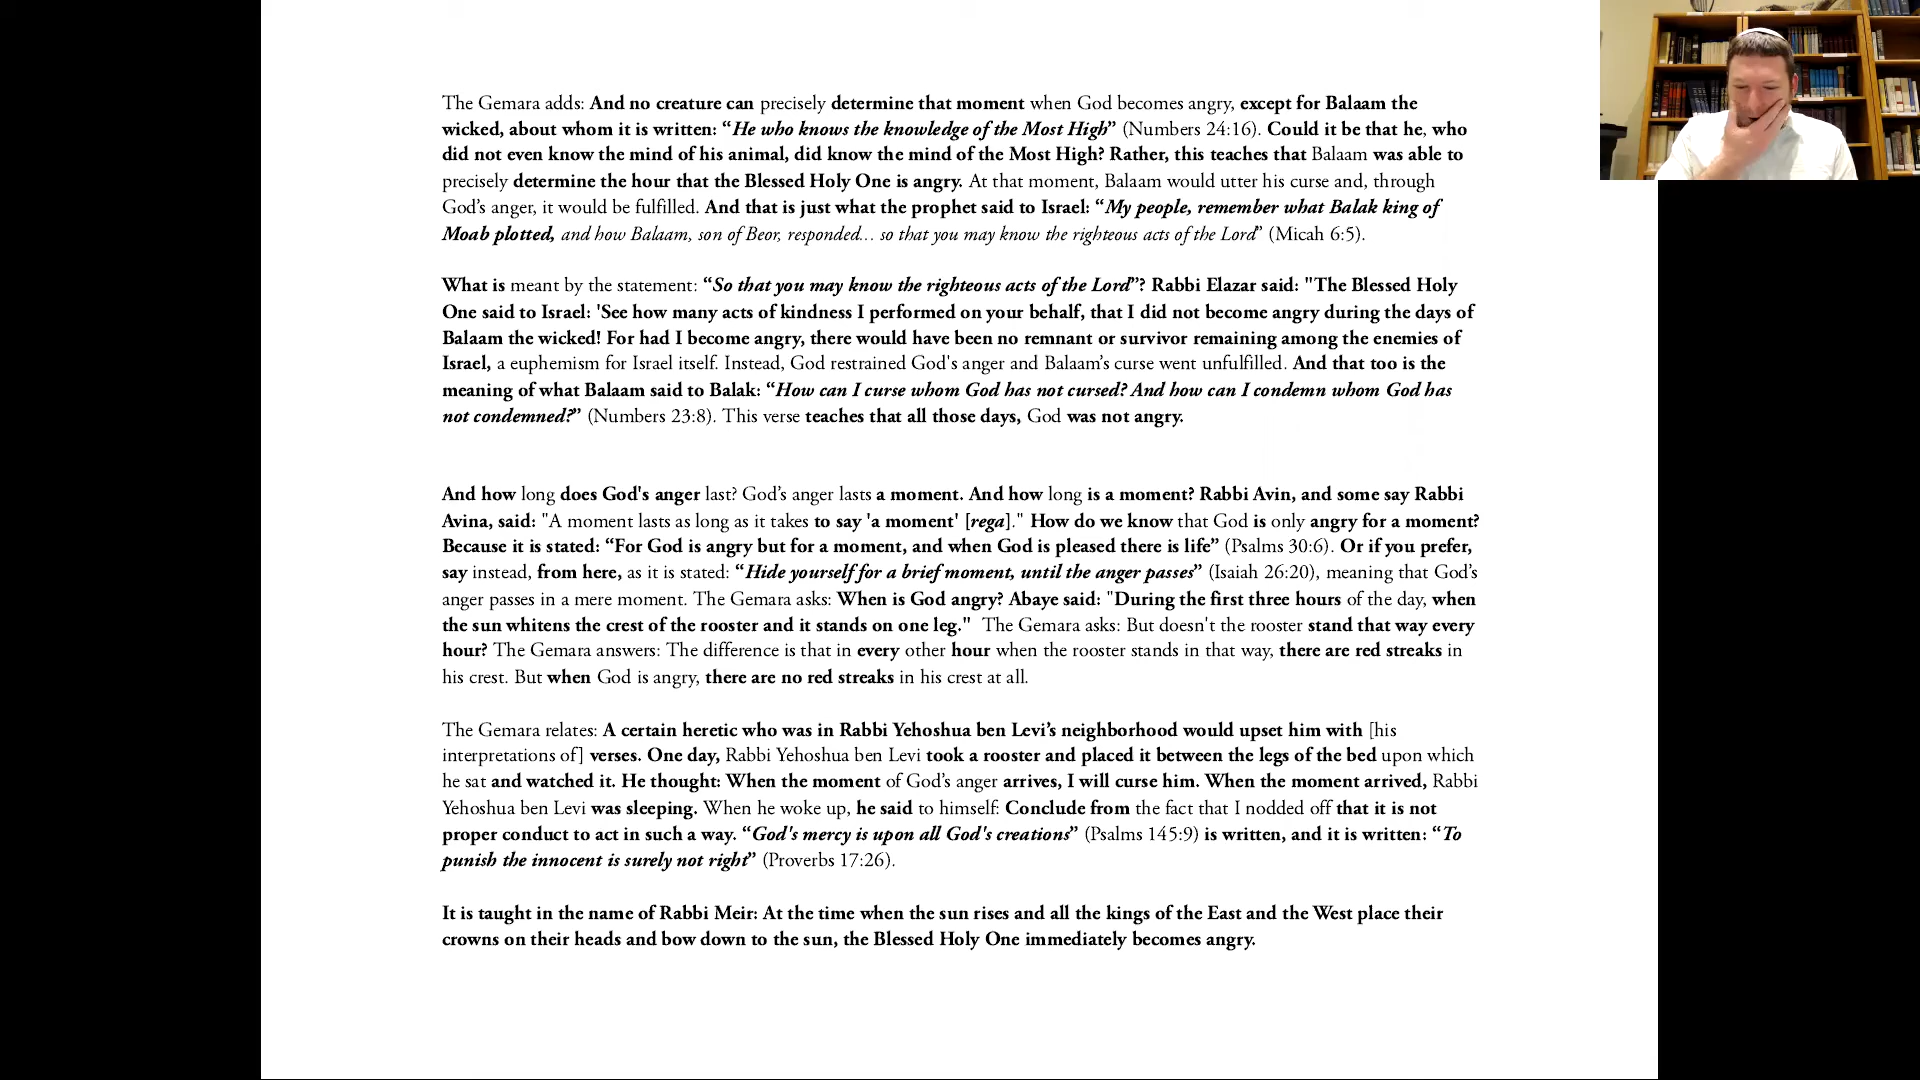 The Gemara adds: And no creature can precisely determine that moment when God becomes angry, except for Balaam the
wicked, about whom it is written: “He who knows the knowledge of the Most High” (Numbers 24:16). Could it be that he, who
did not even know the mind of his animal, did know the mind of the Most High? Rather, this teaches that Balaam was able to
precisely determine the hour that the Blessed Holy One is angry. At that moment, Balaam would utter his curse and, through
God’s anger, it would be fulfilled. And that is just what the prophet said to Israel: “My people, remember what Balak king of
Moab plotted, and how Balaam, son of Beor, responded... so that you may know the righteous acts of the Lord” (Micah 6:5).
What is meant by the statement: “So that you may know the righteous acts of the Lord”? Rabbi Elazar said: "The Blessed Holy
One said to Israel: 'See how many acts of kindness I performed on your behalf, that I did not become angry during the days of
Balaam the wicked! For had I become angry, there would have been no remnant or survivor remaining among the enemies of
Israel, a euphemism for Israel itself. Instead, God restrained God's anger and Balaam’s curse went unfulfilled. And that too is the
meaning of what Balaam said to Balak: “How can I curse whom God has not cursed? And how can I condemn whom God has
not condemned?” (Numbers 23:8). This verse teaches that all those days, God was not angry.
And how long does God's anger last? God’s anger lasts a moment. And how long is a moment? Rabbi Avin, and some say Rabbi
Avina, said: "A moment lasts as long as it takes to say 'a moment' [rega]." How do we know that God is only angry for a moment?
Because it is stated: “For God is angry but for a moment, and when God is pleased there is life” (Psalms 30:6). Or if you prefer,
say instead, from here, as it is stated: “Hide yourself for a brief moment, until the anger passes” (Isaiah 26:20), meaning that God’s
anger passes in a mere moment. The Gemara asks: When is God angry? Abaye said: "During the first three hours of the day, when
the sun whitens the crest of the rooster and it stands on one leg." The Gemara asks: But doesn't the rooster stand that way every
hour? The Gemara answers: The difference is that in every other hour when the rooster stands in that way, there are red streaks in
his crest. But when God is angry, there are no red streaks in his crest at all.
The Gemara relates: A certain heretic who was in Rabbi Yehoshua ben Levi’s neighborhood would upset him with [his
interpretations of] verses. One day, Rabbi Yehoshua ben Levi took a rooster and placed it between the legs of the bed upon which
he sat and watched it. He thought: When the moment of God’s anger arrives, I will curse him. When the moment arrived, Rabbi
Yehoshua ben Levi was sleeping. When he woke up, he said to himself: Conclude from the fact that I nodded off that it is not
proper conduct to act in such a way. “God's mercy is upon all God's creations” (Psalms 145:9) is written, and it is written: “To
punish the innocent is surely not right” (Proverbs 17:26).
It is taught in the name of Rabbi Meir: At the time when the sun rises and all the kings of the East and the West place their
crowns on their heads and bow down to the sun, the Blessed Holy One immediately becomes angry.